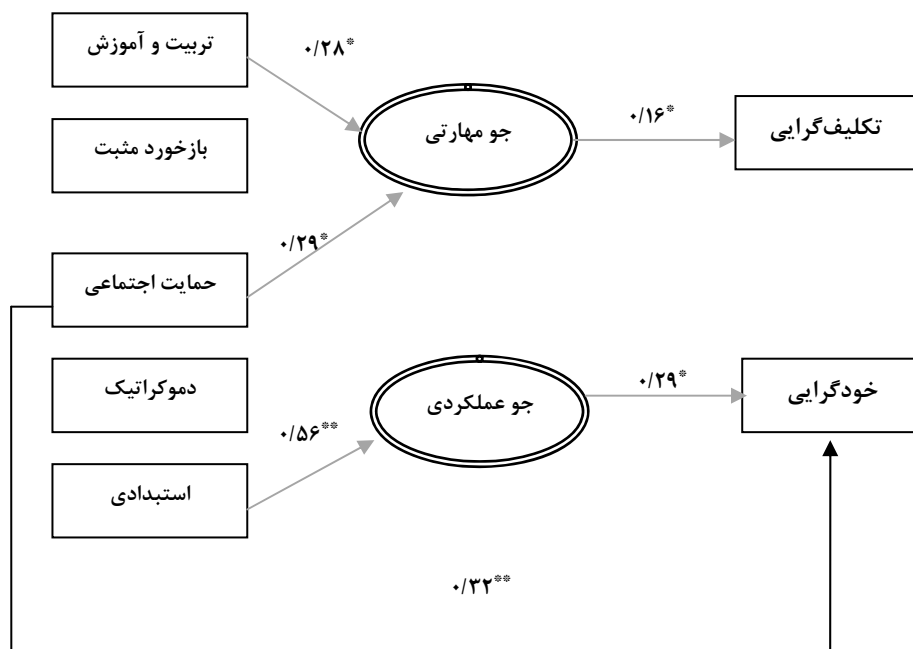 تربیت و آموزش
۰/۲۸*
جو مهارتی
۰/۱۶*
تکلیف‌گرایی
بازخورد مثبت
۰/۲۹*
حمایت اجتماعی
دموکراتیک
جو عملکردی
۰/۲۹*
خودگرایی
۰/۵۶**
استبدادی
۰/۳۲**